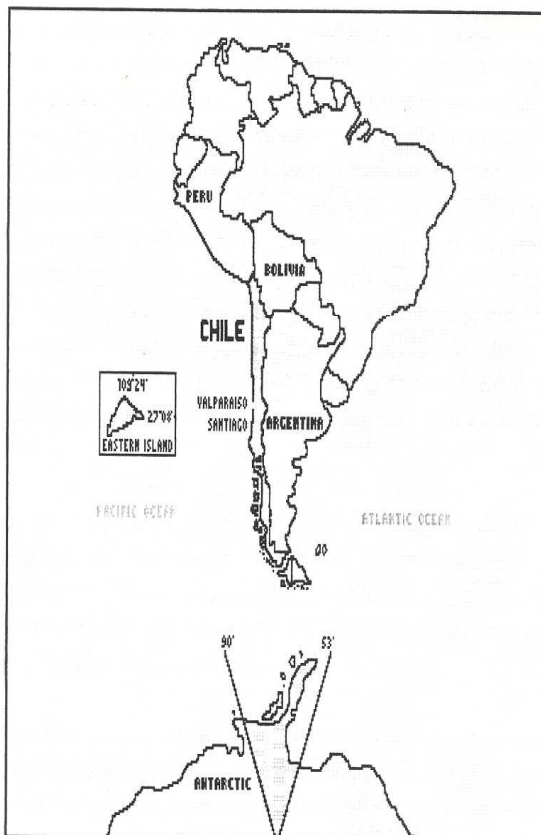 PERU
BOLIVIA
CHILE
109°24'
27°08'
EASTERN ISLAND
VALPARAISO
SANTIAGO
ARGENTINA
PACIFIC OCEAN
ATLANTIC OCEAN
90°
53°
ANTARCTIC